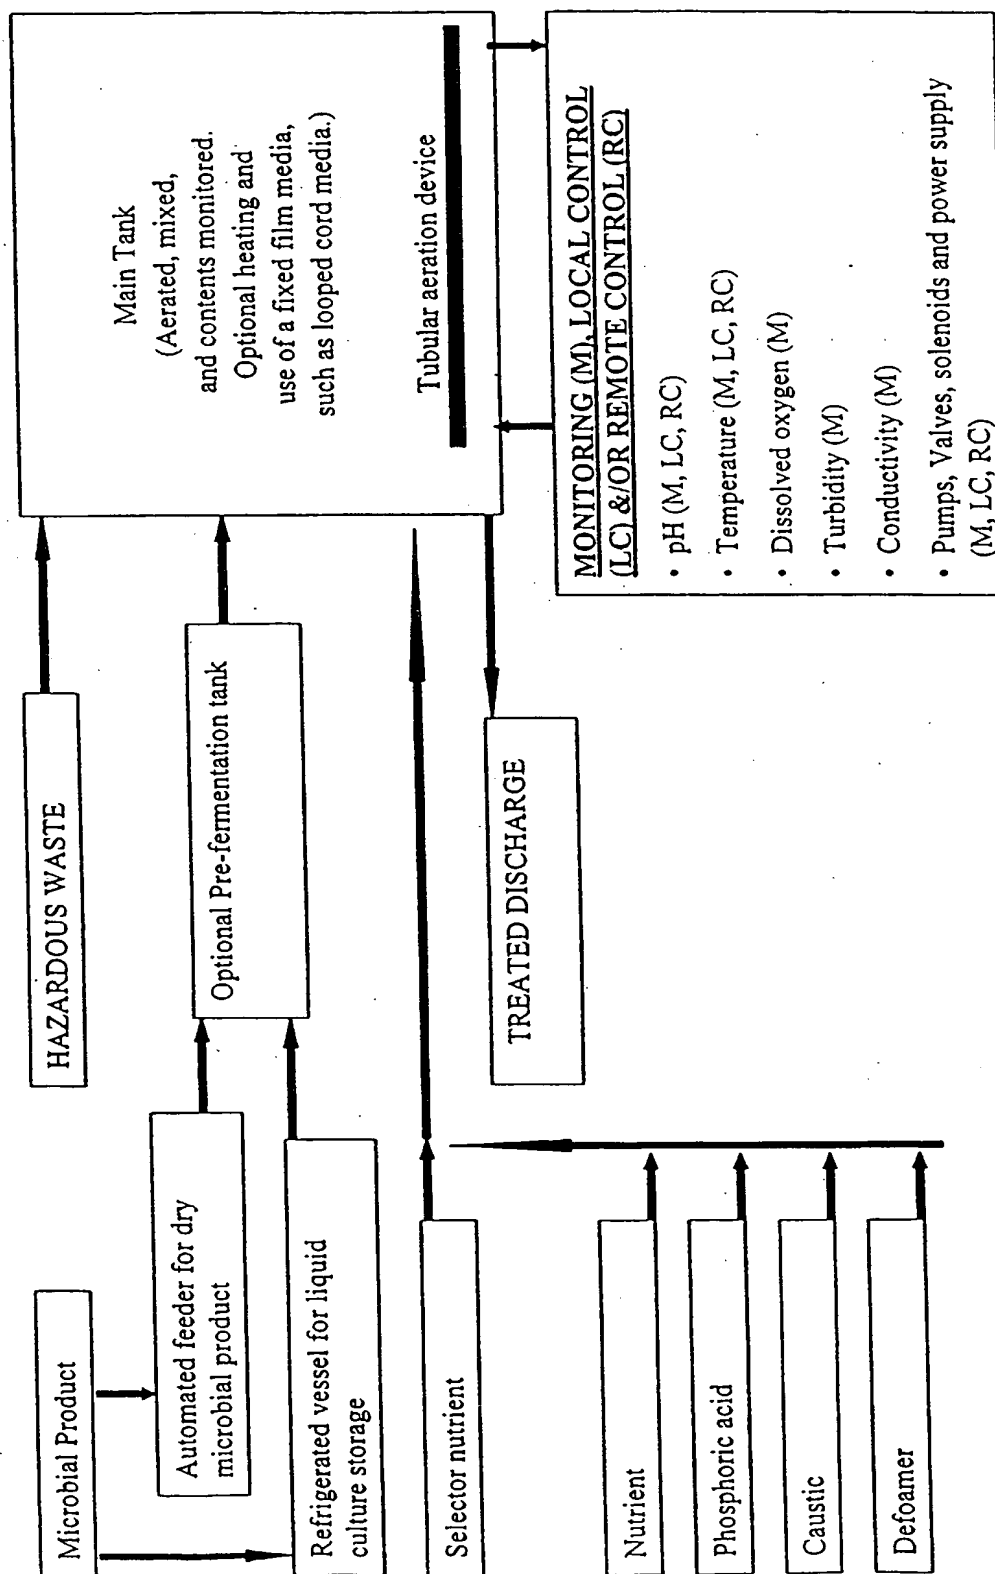 Microbial Product
Automated feeder for dry
microbial product
Refrigerated vessel for liquid
culture storage
Selector nutrient
Nutrient
Phosphoric acid
Caustic
Defoamer
HAZARDOUS WASTE
Optional Pre-fermentation tank
TREATED DISCHARGE
Main Tank
(Aerated, mixed,
and contents monitored.
Optional heating and
use of a fixed film media,
such as looped cord media.)
Tubular aeration device
MONITORING (M), LOCAL CONTROL
(LC) &/OR REMOTE CONTROL (RC)
• pH (M, LC, RC)
• Temperature (M, LC, RC)
• Dissolved oxygen (M)
• Turbidity (M)
• Conductivity (M)
• Pumps, Valves, solenoids and power supply
(M, LC, RC)